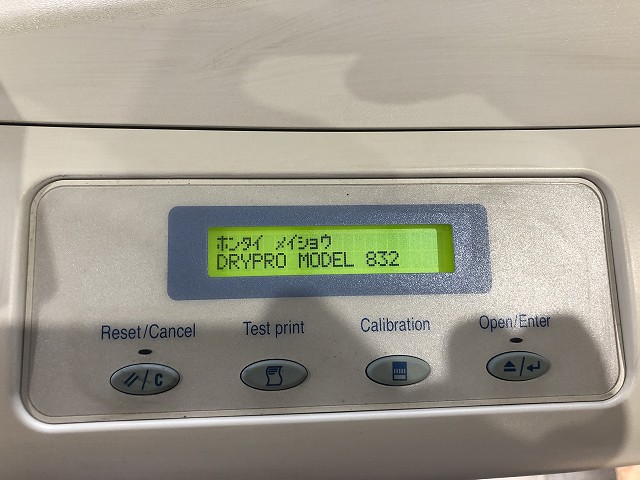 ホンタイ メイショウ
DRYPRO MODEL 832
Reset/Cancel
Test print
Calibration
Open/Enter
/C